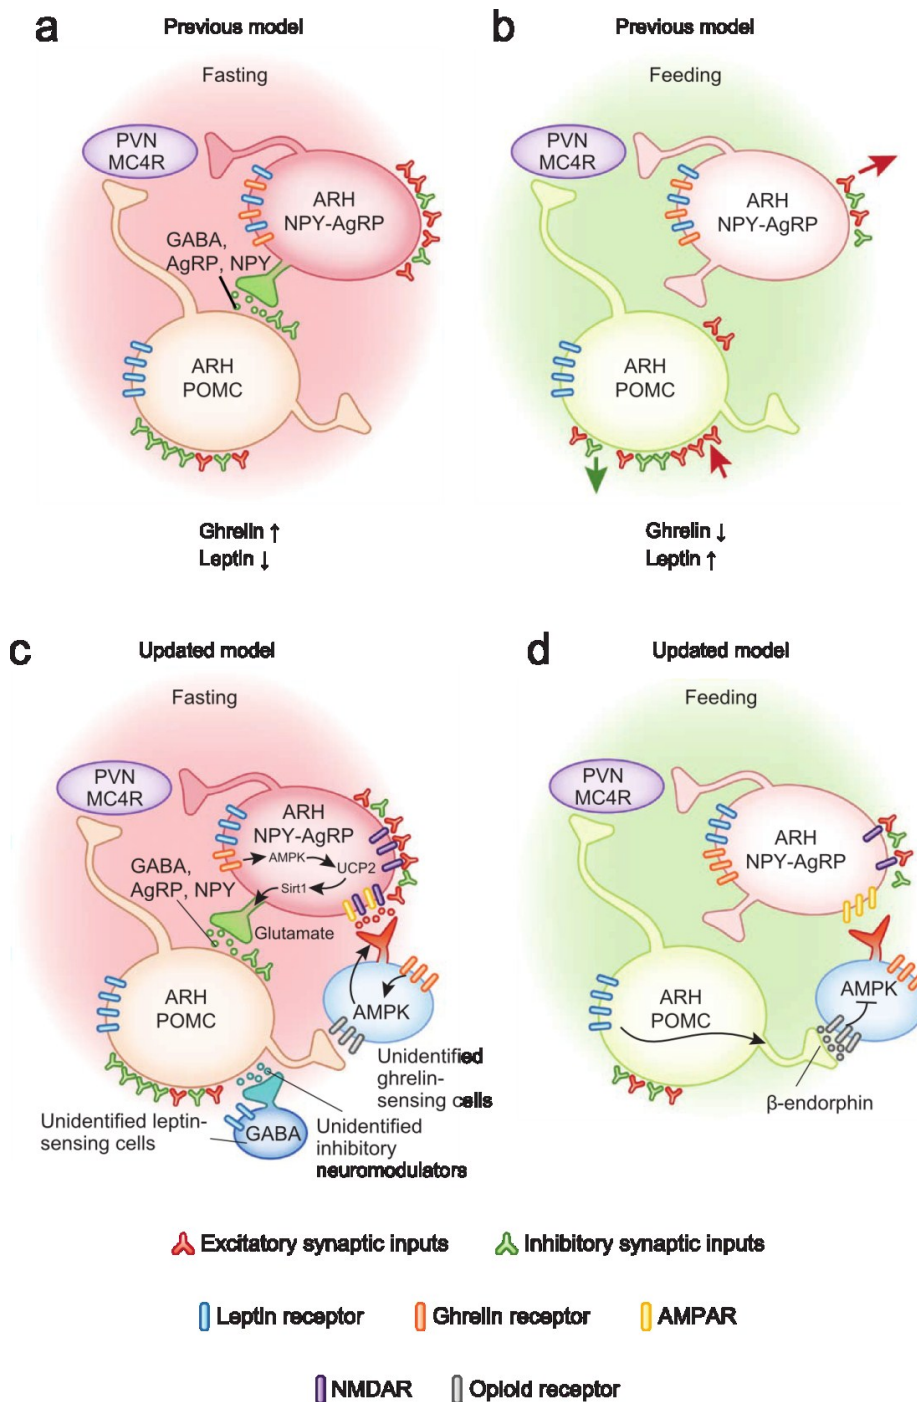 a
Previous model
Fasting
PVN
MC4R
ARH
NPY-AgRP
GABA,
AgRP, NPY
ARH
POMC
Ghrelin ↑
Leptin ↓
b
Previous model
Feeding
PVN
MC4R
ARH
NPY-AgRP
ARH
POMC
Ghrelin ↓
Leptin ↑
c
Updated model
Fasting
PVN
MC4R
ARH
NPY-AgRP
AMPK
UCP2
Sirt1
GABA,
AgRP, NPY
Glutamate
ARH
POMC
AMPK
Unidentified
ghrelin-
sensing cells
Unidentified leptin-
sensing cells
GABA
Unidentified
inhibitory
neuromodulators
d
Updated model
Feeding
PVN
MC4R
ARH
NPY-AgRP
ARH
POMC
AMPK
β-endorphin
Excitatory synaptic inputs
Inhibitory synaptic inputs
Leptin receptor
Ghrelin receptor
AMPAR
NMDAR
Opioid receptor